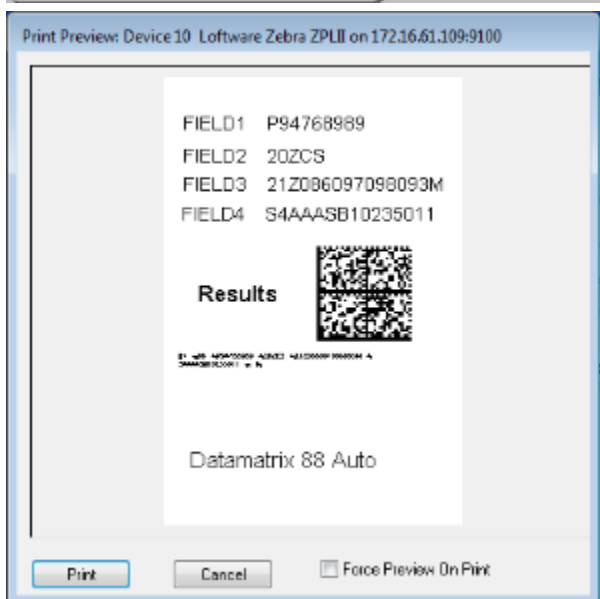 Print Preview: Device 10 Loftware Zebra ZPLII on 172.16.61.109:9100
FIELD1 P94768989
FIELD2 20ZCS
FIELD3 21Z086097098093M
FIELD4 S4AAASB10235011
Results
Datamatrix 88 Auto
Print
Cancel
Force Preview On Print